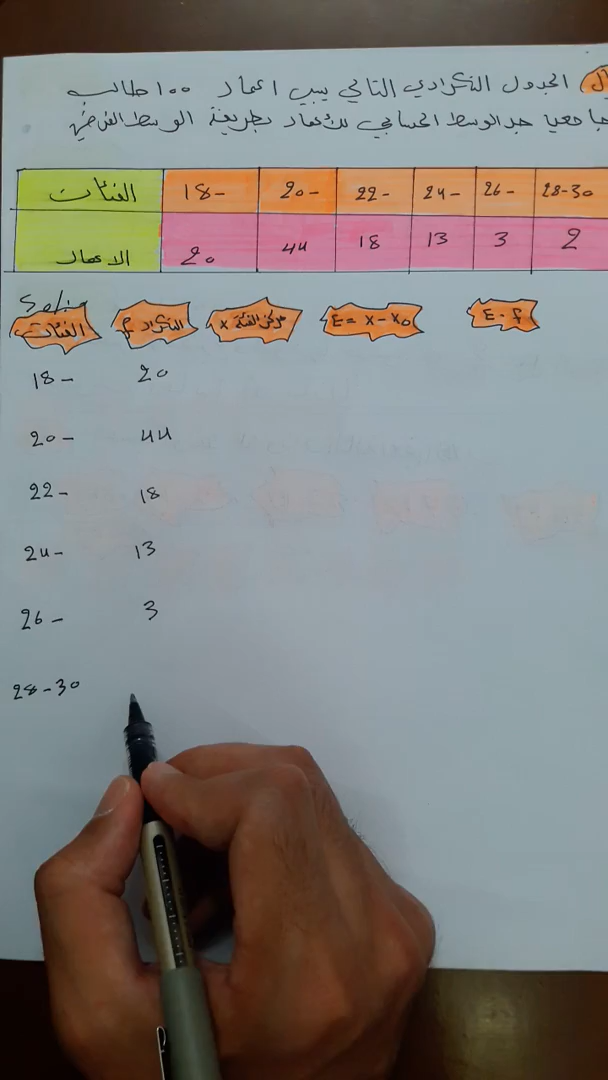 ال الجدول التكراري التالي يبين اعمار ١٠٠ طالب
جامعيا جد الوسط الحسابي للأعمار بطريقة الوسط الفرضي
الفئات 18- 20- 22- 24- 26- 28-30
الاعمار 20 44 18 13 3 2
Soling
الفئات التكرار f مركز الفئة x Ɛ = x - x₀ Ɛ . f
18- 20
20- 44
22- 18
24- 13
26- 3
28-30